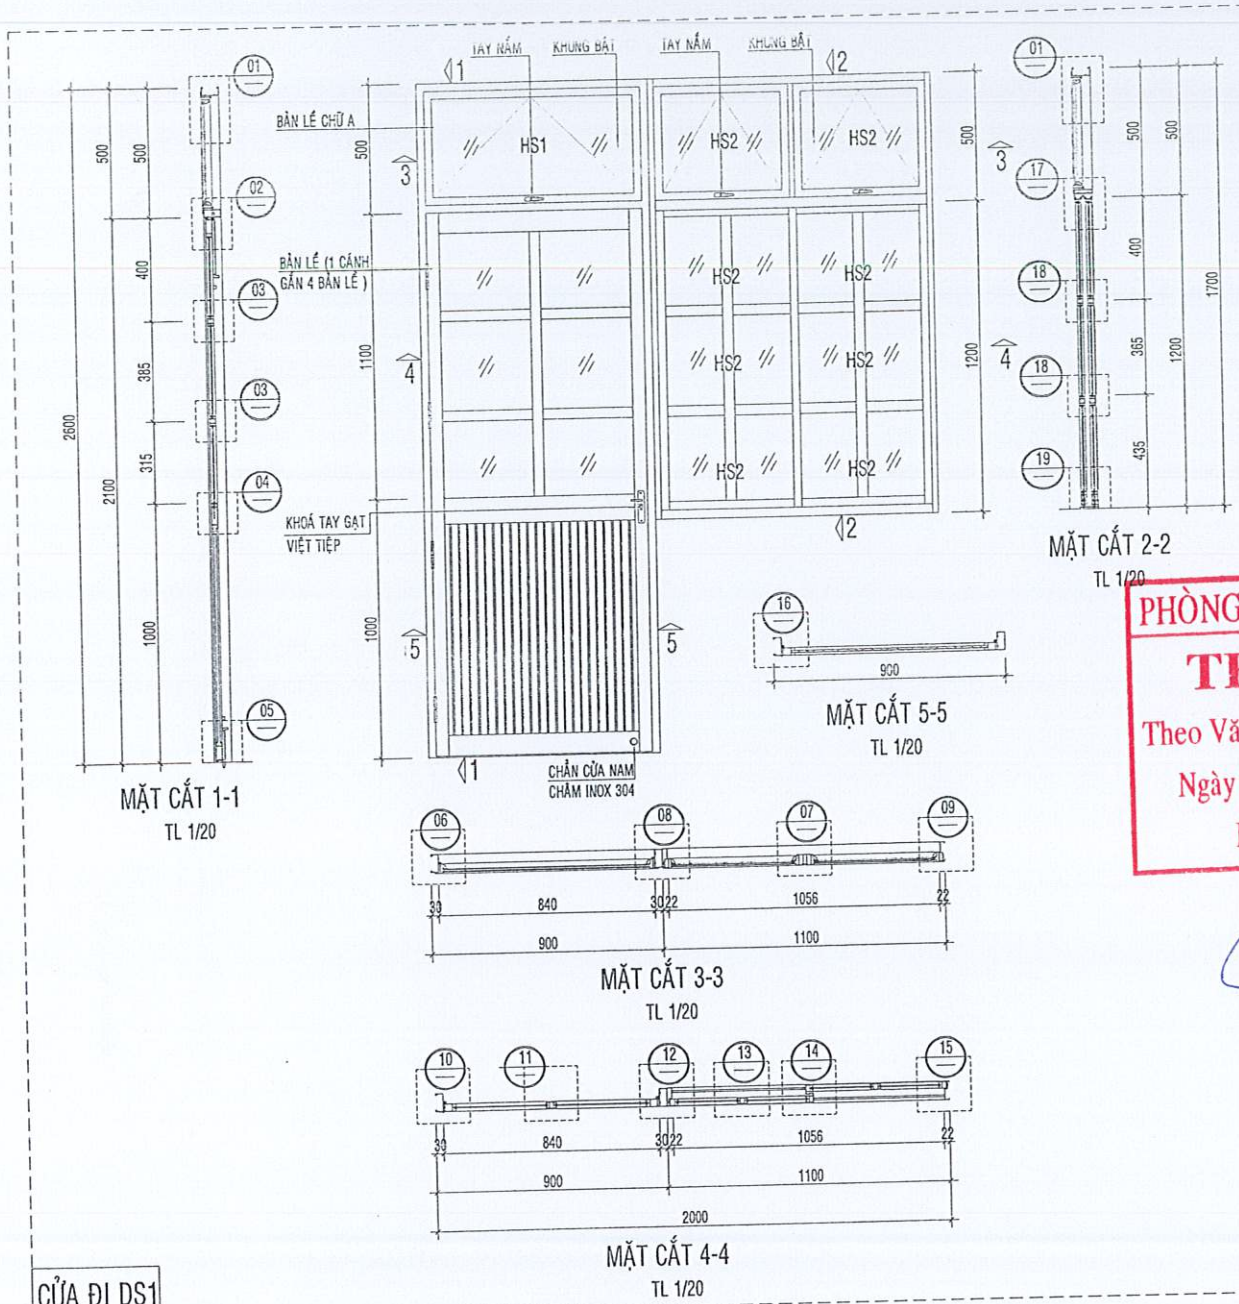 TAY NẮM
KHUNG BẬT
TAY NẮM
KHUNG BẬT
1
2
01
01
BẢN LỀ CHỮ A
HS1
HS2
HS2
500
500
500
500
500
500
3
3
02
17
BẢN LỀ (1 CÁNH
GẮN 4 BẢN LỀ )
HS2
HS2
400
400
03
18
1700
1100
4
4
HS2
HS2
385
365
1200
1200
03
18
2600
2100
315
435
HS2
HS2
04
19
KHOÁ TAY GẠT
VIỆT TIỆP
2
MẶT CẮT 2-2
TL 1/20
1000
1000
5
5
16
900
MẶT CẮT 5-5
TL 1/20
05
1
CHẶN CỬA NAM
CHÂM INOX 304
MẶT CẮT 1-1
TL 1/20
PHÒNG
Theo Vă
Ngày
06
08
07
09
30
840
30
22
1056
22
900
1100
MẶT CẮT 3-3
TL 1/20
10
11
12
13
14
15
30
840
30
22
1056
22
900
1100
2000
MẶT CẮT 4-4
TL 1/20
CỬA ĐI DS1